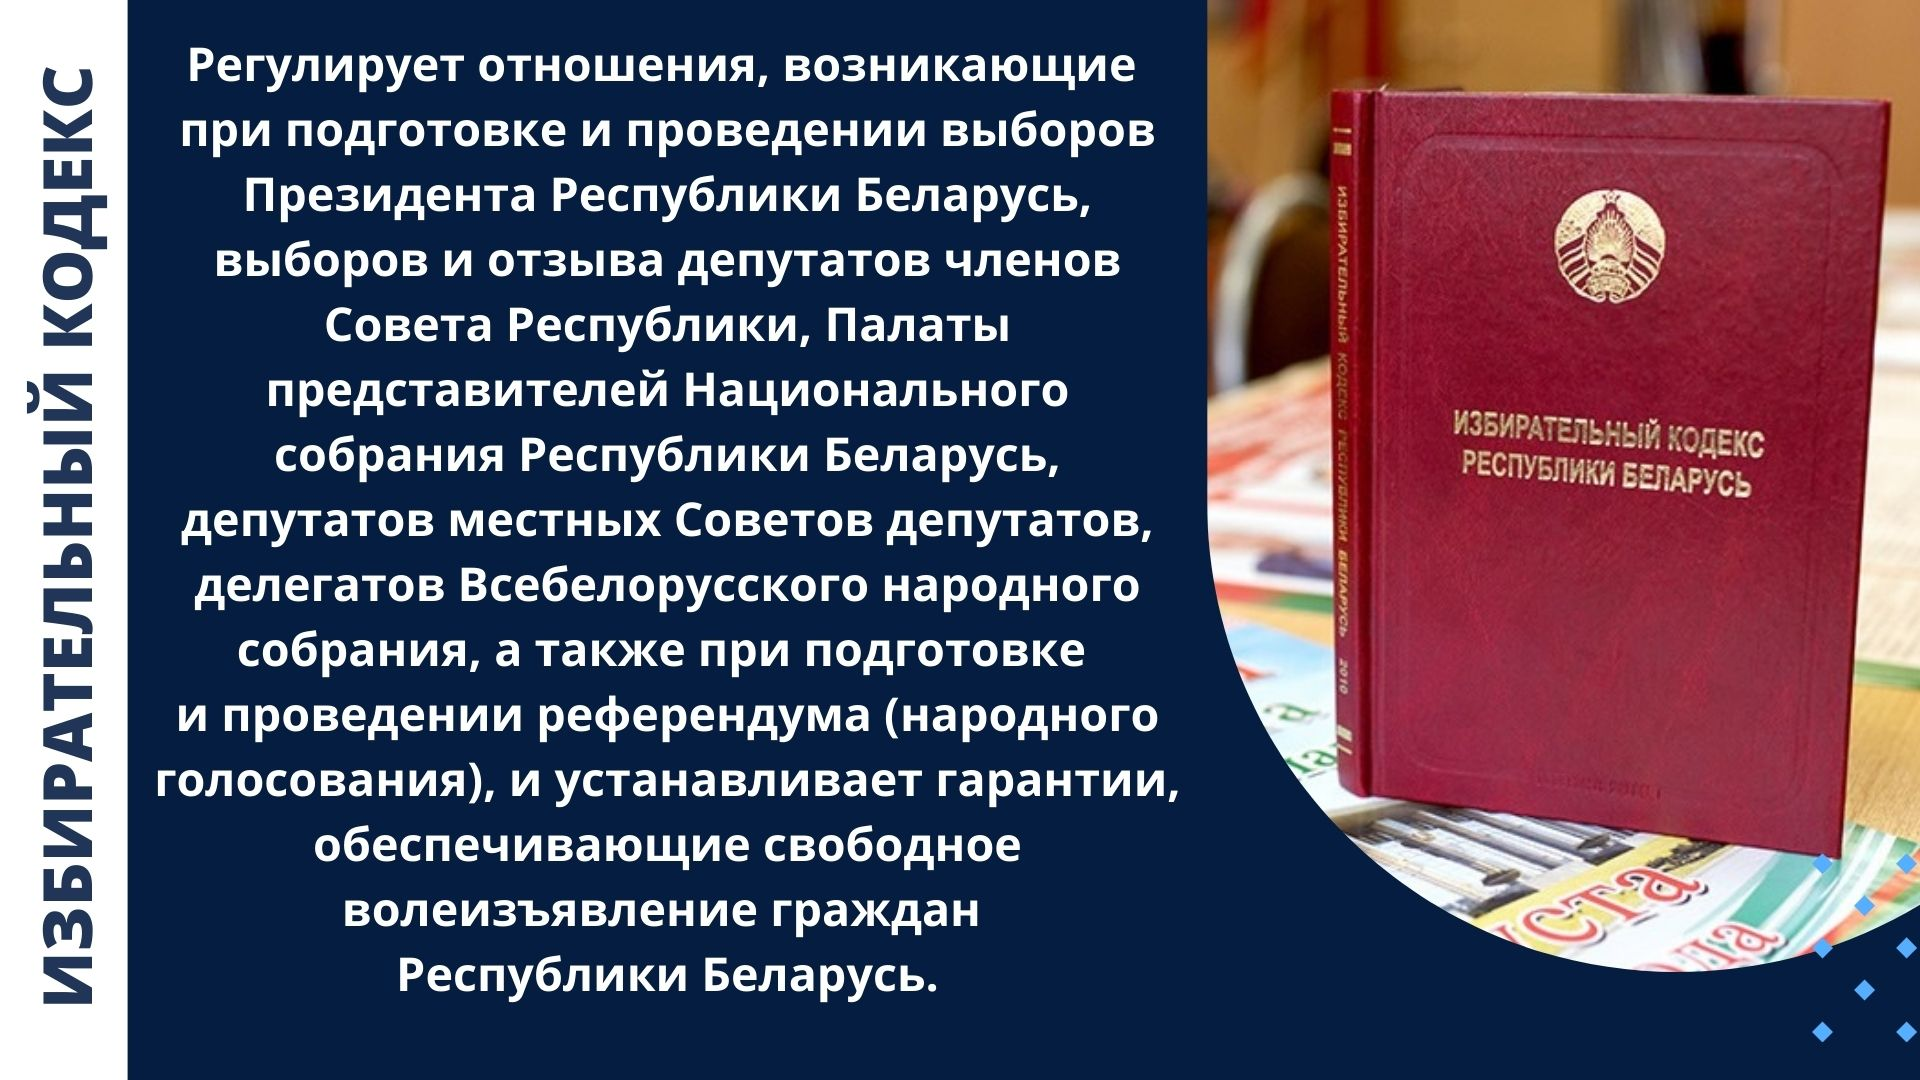 ИЗБИРАТЕЛЬНЫЙ КОДЕКС
Регулирует отношения, возникающие
при подготовке и проведении выборов
Президента Республики Беларусь,
выборов и отзыва депутатов членов
Совета Республики, Палаты
представителей Национального
собрания Республики Беларусь,
депутатов местных Советов депутатов,
делегатов Всебелорусского народного
собрания, а также при подготовке
и проведении референдума (народного
голосования), и устанавливает гарантии,
обеспечивающие свободное
волеизъявление граждан
Республики Беларусь.
ИЗБИРАТЕЛЬНЫЙ КОДЕКС РЕСПУБЛИКИ БЕЛАРУСЬ 2010
ИЗБИРАТЕЛЬНЫЙ КОДЕКС
РЕСПУБЛИКИ БЕЛАРУСЬ